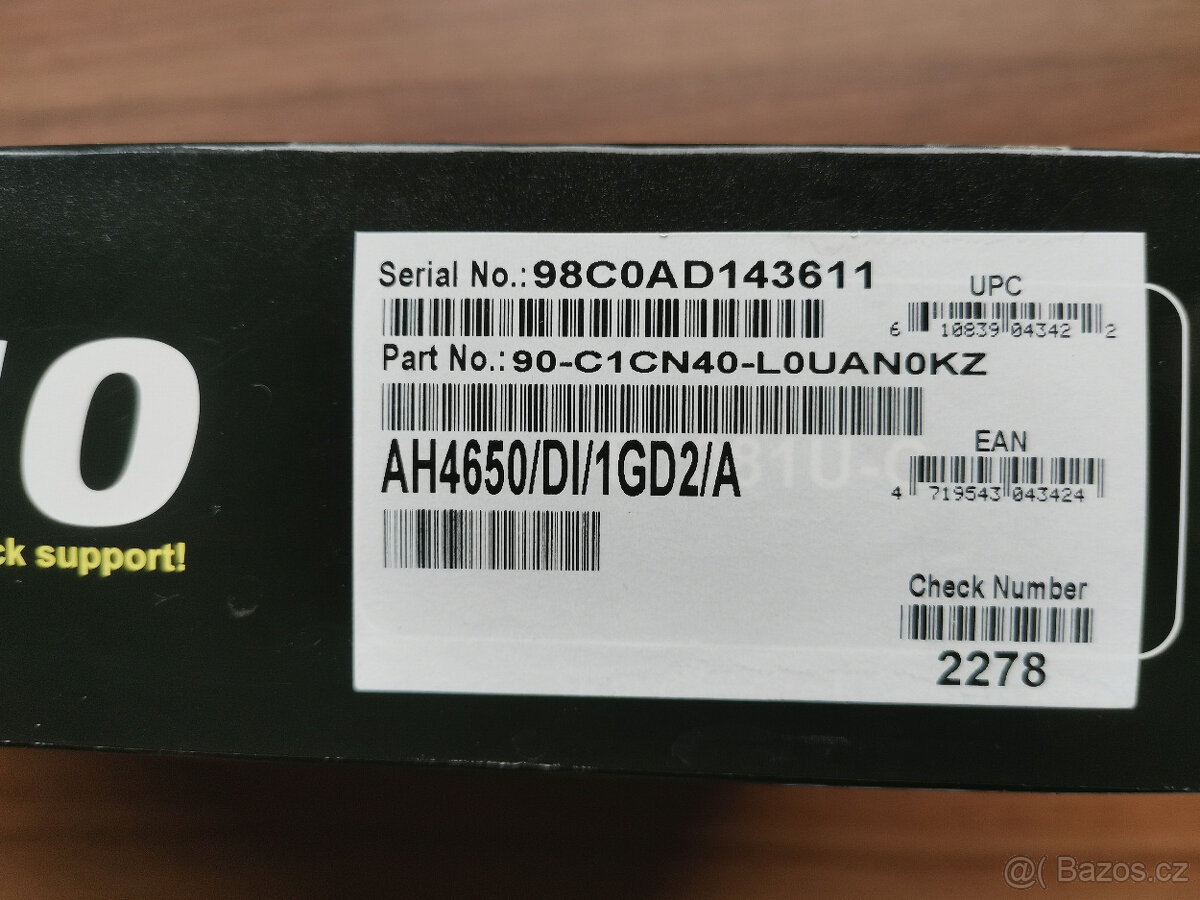 Serial No.: 98C0AD143611
UPC
6 10839 04342 2
Part No.: 90-C1CN40-L0UAN0KZ
AH4650/DI/1GD2/A
EAN
4 719543 043424
Check Number
2278
0
ck support!
@( Bazos.cz